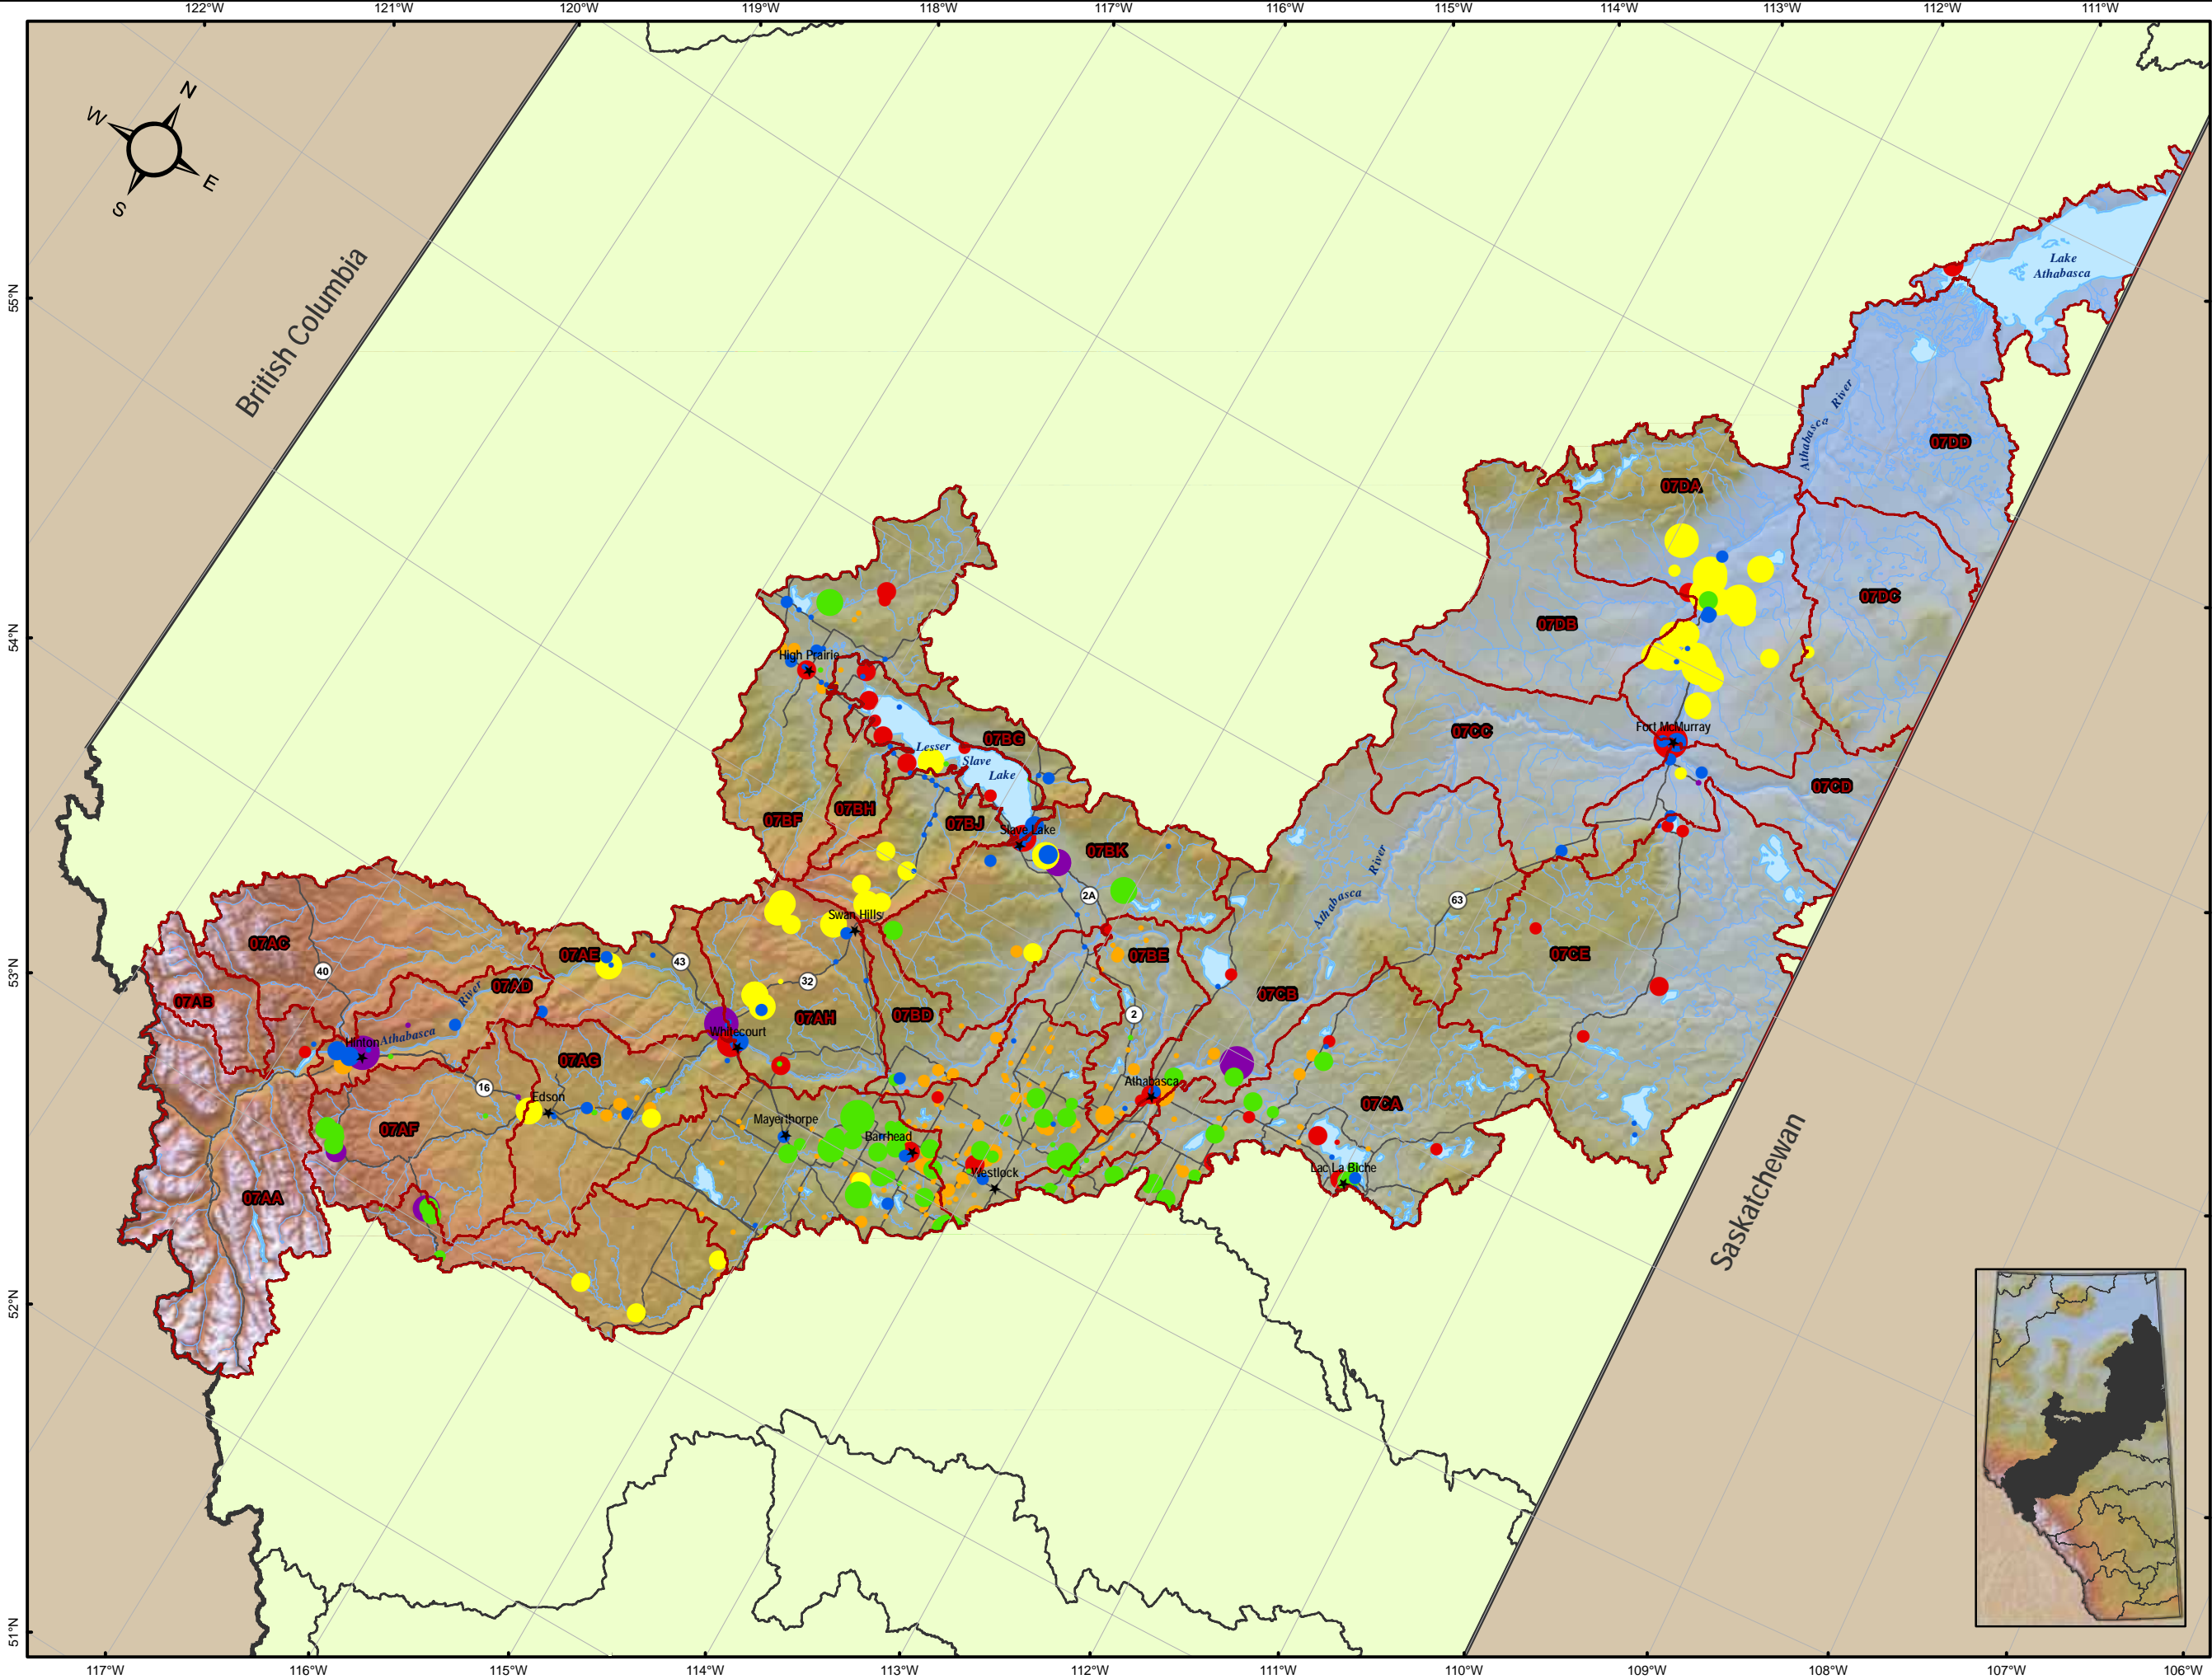 122°W 121°W 120°W 119°W 118°W 117°W 116°W 115°W 114°W 113°W 112°W 111°W
N
W
E
S
British Columbia
Lake
Athabasca
55°N
Athabasca River
07DD
07DA
07DC
07DB
54°N
High Prairie
07CC
Fort McMurray
07BG
Lesser
Slave
Lake
07CD
07BH
07BF
07BJ
Slave Lake
07BK
Athabasca River
2A
63
Swan Hills
07AC
07AE
43
07BE
07CE
40
32
53°N
07AB
07AD
River
07CB
Athabasca
07AH
07BD
2
Whitecourt
Hinton
07AG
16
Edson
Athabasca
07CA
Mayerthorpe
07AF
Barrhead
Westlock
Lac La Biche
07AA
Saskatchewan
52°N
51°N
117°W 116°W 115°W 114°W 113°W 112°W 111°W 110°W 109°W 108°W 107°W 106°W